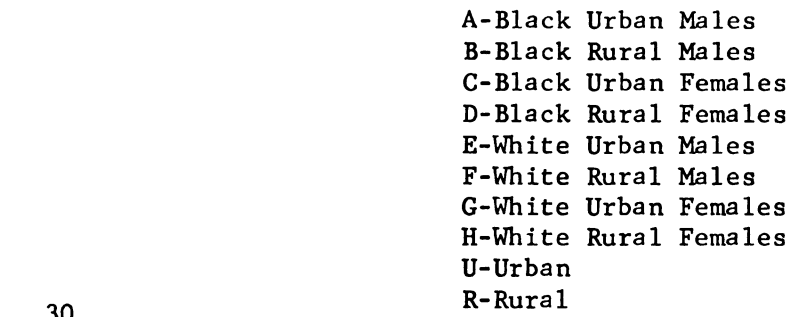 A-Black Urban Males
B-Black Rural Males
C-Black Urban Females
D-Black Rural Females
E-White Urban Males
F-White Rural Males
G-White Urban Females
H-White Rural Females
U-Urban
R-Rural
30